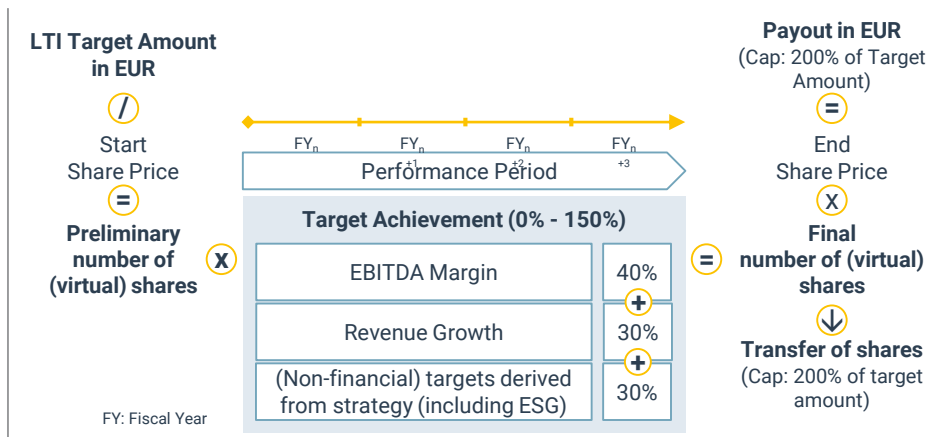 LTI Target Amount
in EUR
/
Start
Share Price
=
Preliminary
number of
(virtual) shares
x
FYn
FYn+1
FYn+2
FYn+3
Performance Period
Target Achievement (0% - 150%)
EBITDA Margin
40%
+
Revenue Growth
30%
+
(Non-financial) targets derived
from strategy (including ESG)
30%
FY: Fiscal Year
=
Payout in EUR
(Cap: 200% of Target
Amount)
=
End
Share Price
x
Final
number of (virtual)
shares
↓
Transfer of shares
(Cap: 200% of target
amount)